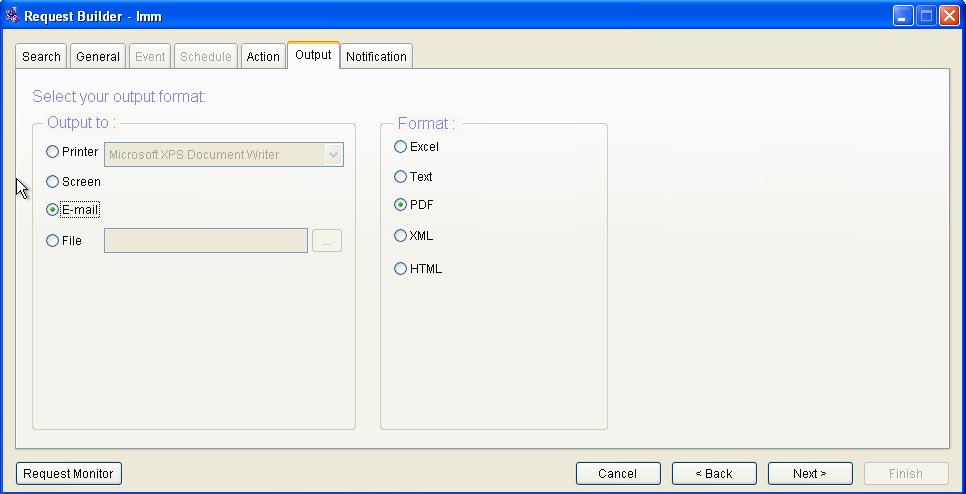 Request Builder - Imm
Search General Event Schedule Action Output Notification
Select your output format:
Output to :
Printer Microsoft XPS Document Writer
Screen
E-mail
File ...
Format :
Excel
Text
PDF
XML
HTML
Request Monitor Cancel < Back Next > Finish